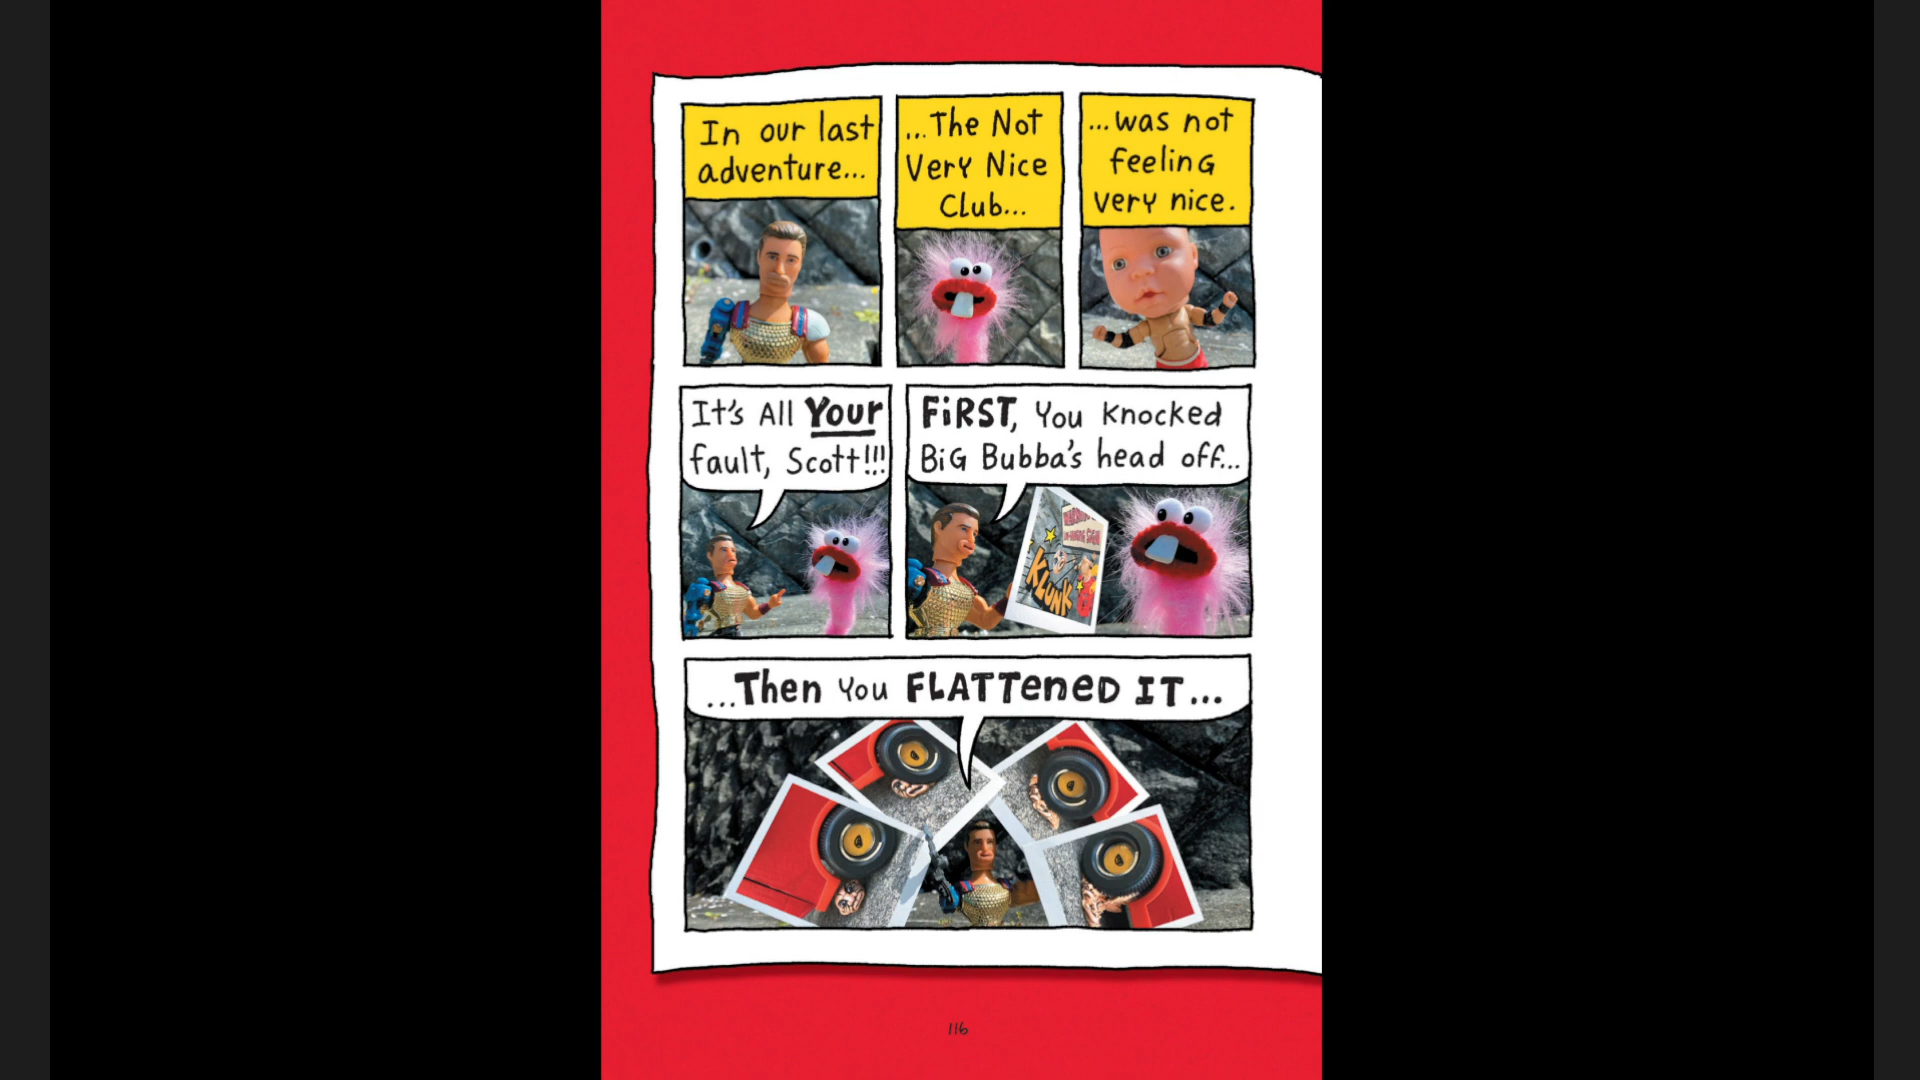 In our last
adventure...
...The Not
Very Nice
Club...
...was not
feeling
very nice.
It's All Your
fault, Scott!!!
FiRST, You Knocked
BiG Bubba's head off...
KLUNK
...Then You FLATTened IT...
116